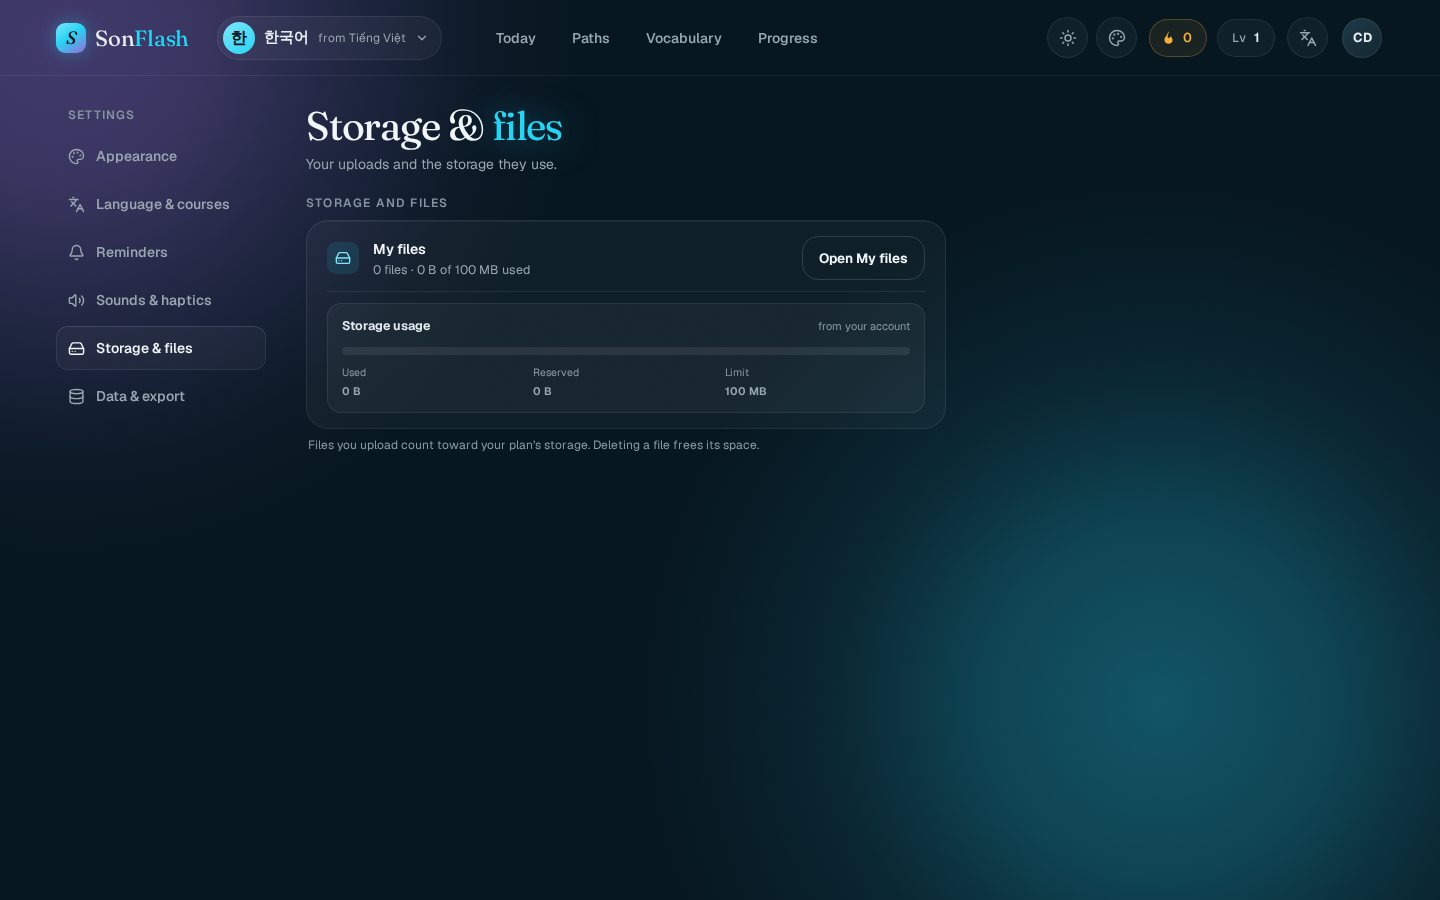 S SonFlash
한 한국어 from Tiếng Việt
Today Paths Vocabulary Progress
0
Lv 1
CD
SETTINGS
Appearance
Language & courses
Reminders
Sounds & haptics
Storage & files
Data & export
Storage & files
Your uploads and the storage they use.
STORAGE AND FILES
My files
0 files · 0 B of 100 MB used
Open My files
Storage usage
from your account
Used Reserved Limit
0 B 0 B 100 MB
Files you upload count toward your plan's storage. Deleting a file frees its space.